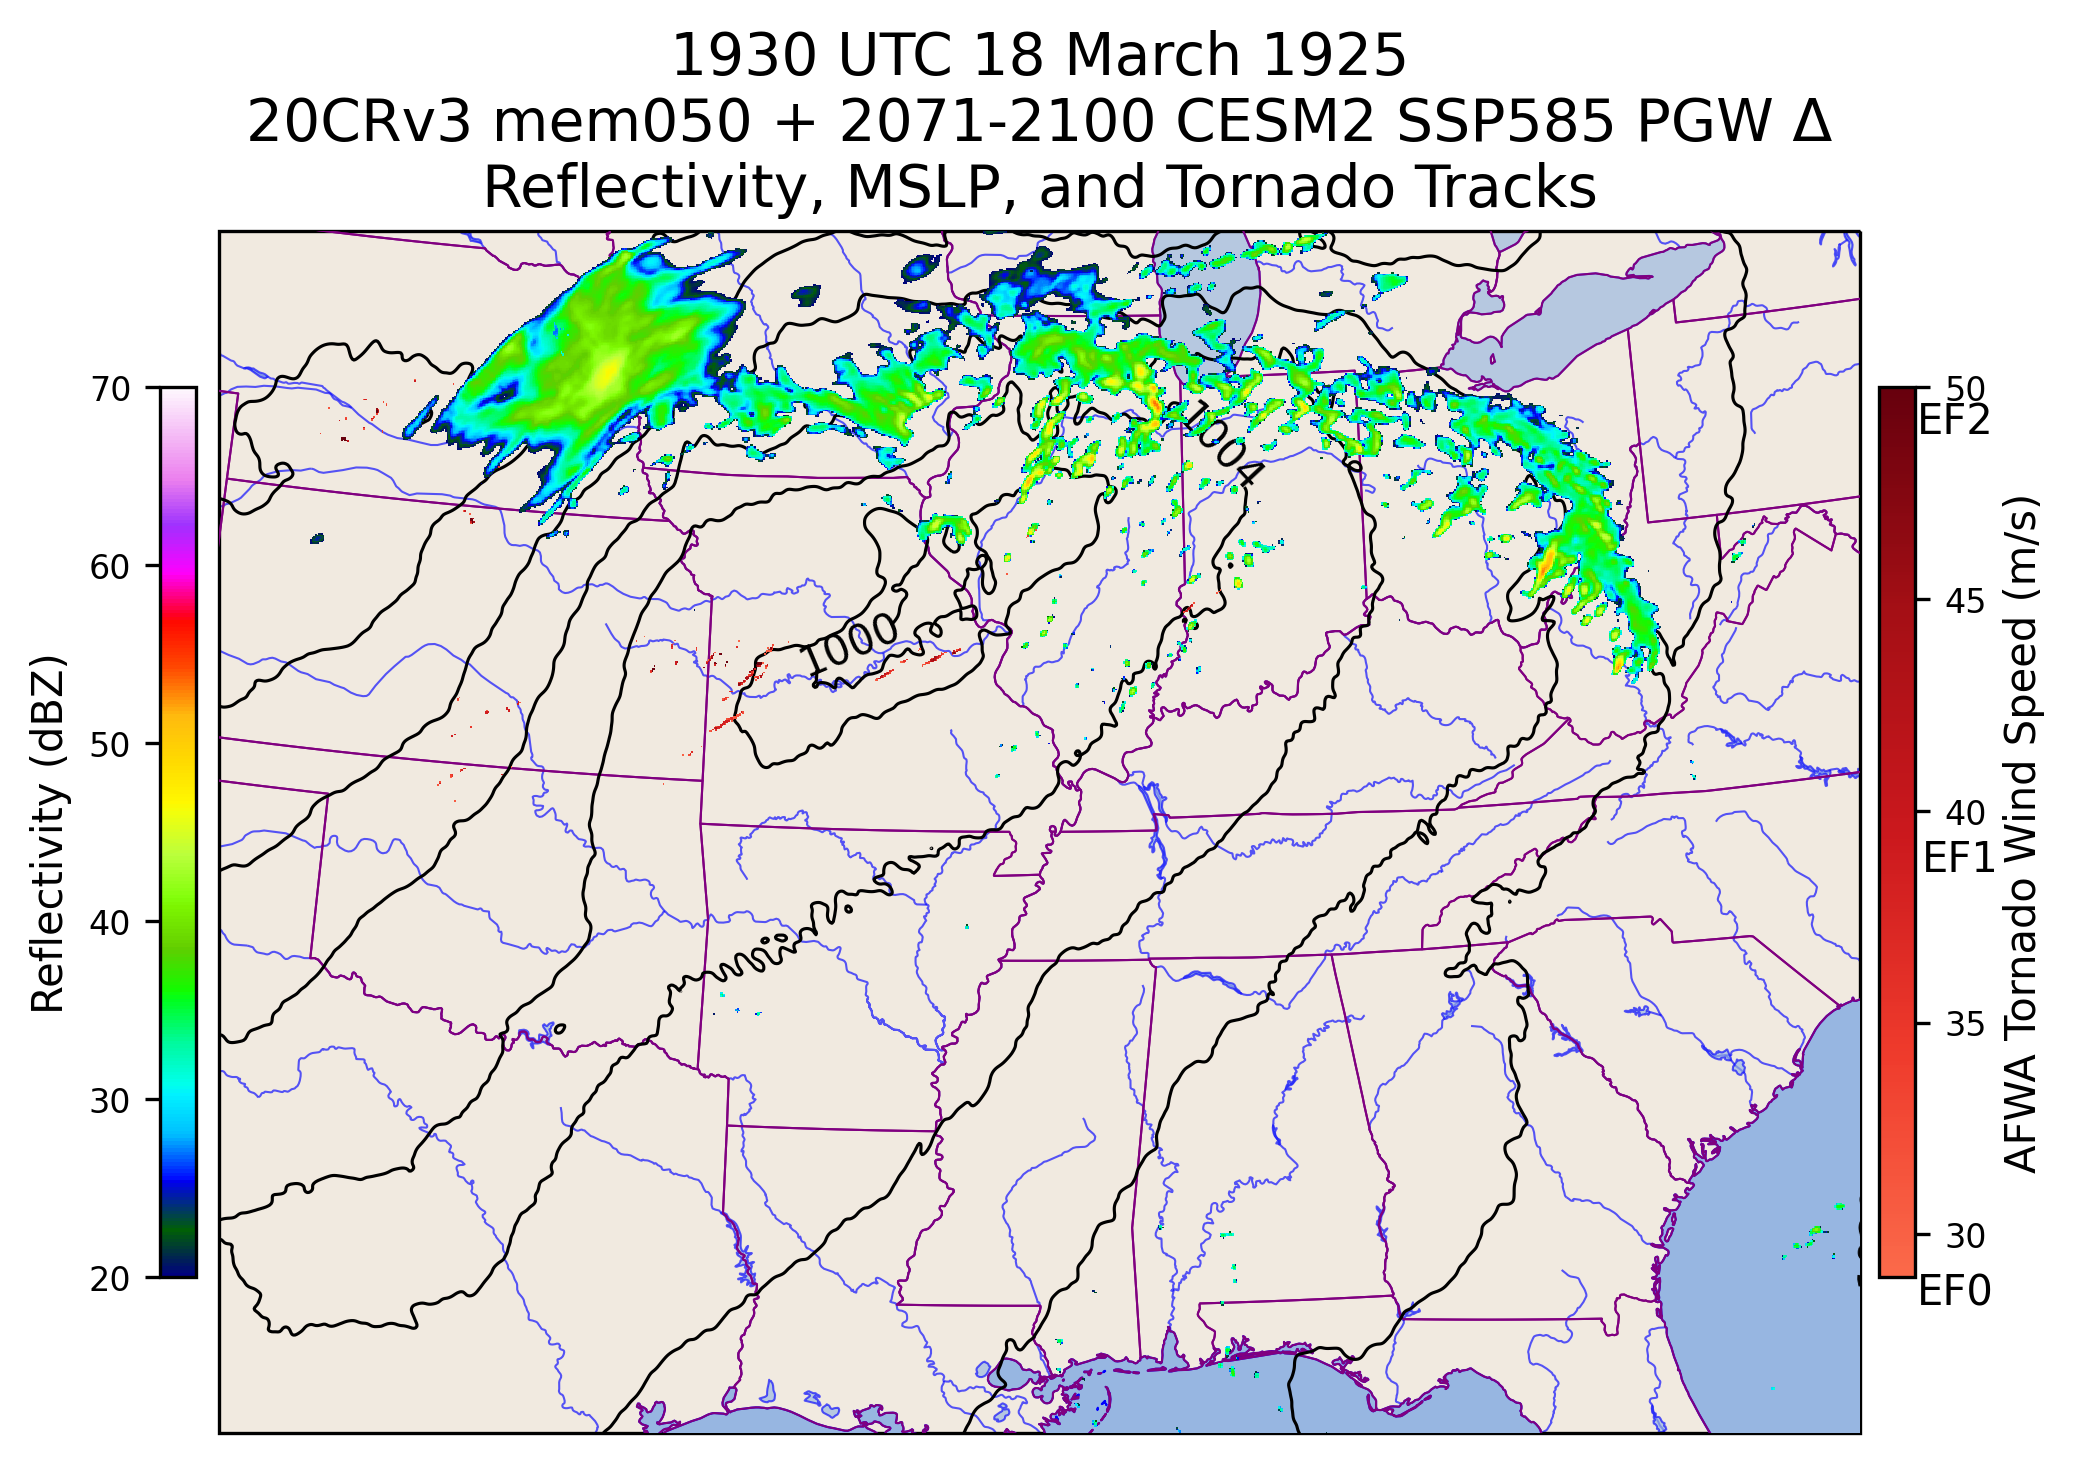 1930 UTC 18 March 1925
20CRv3 mem050 + 2071-2100 CESM2 SSP585 PGW Δ
Reflectivity, MSLP, and Tornado Tracks
70
60
50
40
30
20
Reflectivity (dBZ)
1004
1000
50
EF2
45
40
EF1
35
30
EF0
AFWA Tornado Wind Speed (m/s)